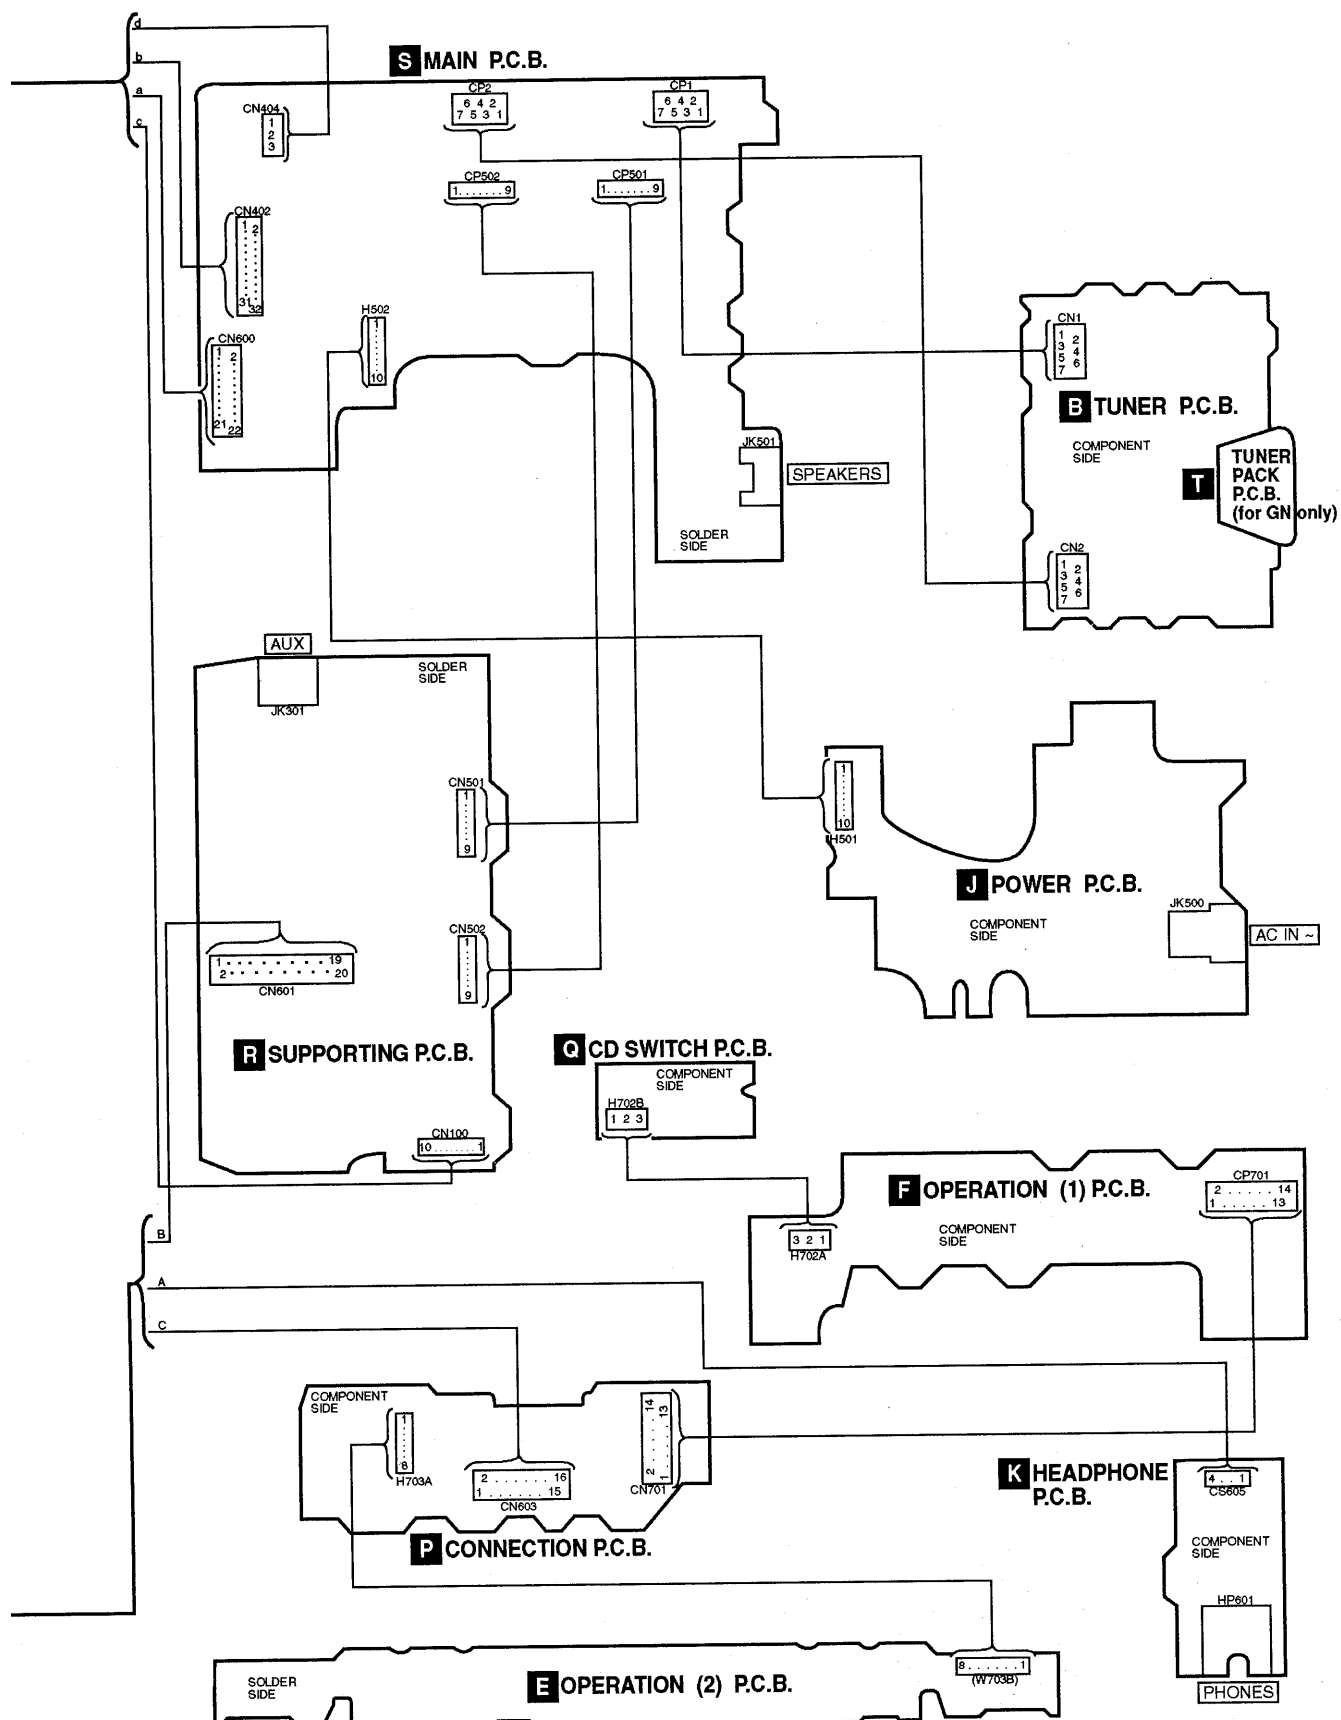 d
b
a
c
S MAIN P.C.B.
CN404
1
2
3
CP2
6 4 2
7 5 3 1
CP1
6 4 2
7 5 3 1
CP502
1.......9
CP501
1.......9
CN402
1 2
31 32
H502
1
10
CN600
1 2
21 22
JK501
SPEAKERS
SOLDER
SIDE
CN1
1 2
3 4
5 6
7
B TUNER P.C.B.
COMPONENT
SIDE
T
TUNER
PACK
P.C.B.
(for GN only)
CN2
1 2
3 4
5 6
7
AUX
JK301
SOLDER
SIDE
CN501
1
9
CN502
1
9
1 . . . . . . . . 19
2 . . . . . . . . . 20
CN601
R SUPPORTING P.C.B.
CN100
10.......1
1
10
H501
J POWER P.C.B.
COMPONENT
SIDE
JK500
AC IN ~
Q CD SWITCH P.C.B.
COMPONENT
SIDE
H702B
1 2 3
F OPERATION (1) P.C.B.
COMPONENT
SIDE
CP701
2 . . . . . 14
1 . . . . . 13
3 2 1
H702A
B
A
C
COMPONENT
SIDE
1
8
H703A
2 . . . . . . 16
1 . . . . . . 15
CN603
14 13
2 1
CN701
P CONNECTION P.C.B.
K HEADPHONE
P.C.B.
4 . . 1
CS605
COMPONENT
SIDE
HP601
PHONES
SOLDER
SIDE
E OPERATION (2) P.C.B.
8......1
(W703B)